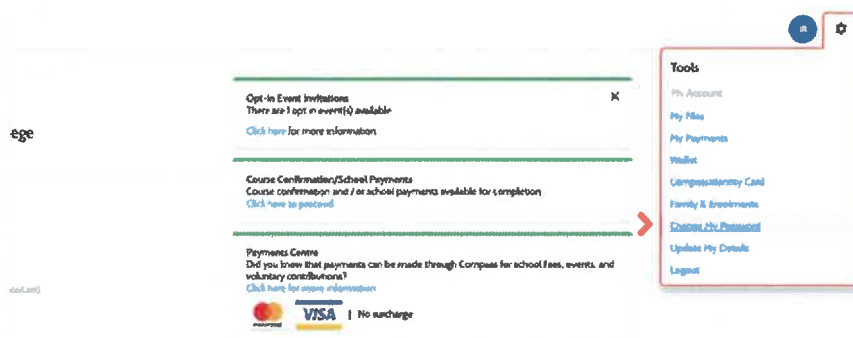 Opt-in Event Invitations
There are 1 opt in event(s) available
Click here for more information
ege
Course Confirmation/School Payments
Course confirmation and / or school payments available for completion
Click here to proceed
Payments Centre
Did you know that payments can be made through Compass for school fees, events, and
voluntary contributions?
Click here for more information
VISA | No surcharge
Tools
My Account
My Files
My Payments
Wallet
Compassionity Card
Family & Enrolments
Change My Password
Update My Details
Logout